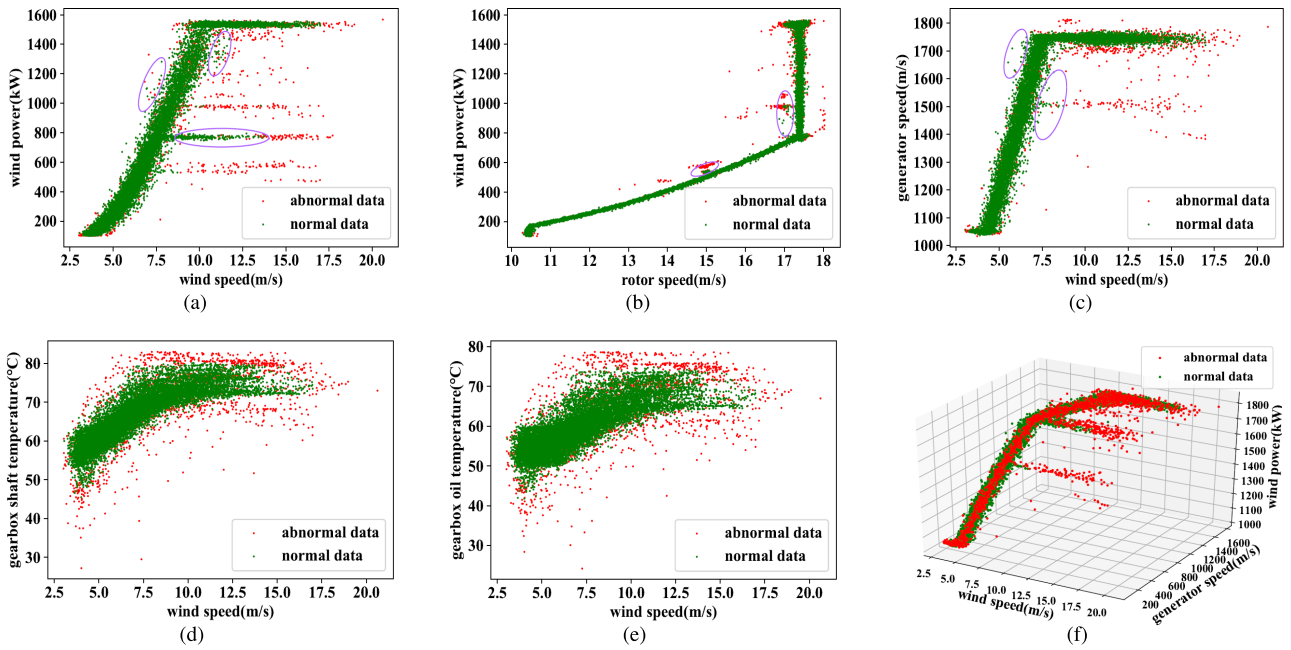 1600
1400
1200
1000
800
600
400
200
wind power(kW)
abnormal data
normal data
2.5 5.0 7.5 10.0 12.5 15.0 17.5 20.0
wind speed(m/s)
(a)
1600
1400
1200
1000
800
600
400
200
wind power(kW)
abnormal data
normal data
10 11 12 13 14 15 16 17 18
rotor speed(m/s)
(b)
1800
1700
1600
1500
1400
1300
1200
1100
1000
generator speed(m/s)
abnormal data
normal data
2.5 5.0 7.5 10.0 12.5 15.0 17.5 20.0
wind speed(m/s)
(c)
80
70
60
50
40
30
gearbox shaft temperature(°C)
abnormal data
normal data
2.5 5.0 7.5 10.0 12.5 15.0 17.5 20.0
wind speed(m/s)
(d)
80
70
60
50
40
30
gearbox oil temperature(°C)
abnormal data
normal data
2.5 5.0 7.5 10.0 12.5 15.0 17.5 20.0
wind speed(m/s)
(e)
abnormal data
normal data
1800
1700
1600
1500
1400
1300
1200
1100
1000
wind power(kW)
1600
1400
1200
1000
800
600
400
200
generator speed(m/s)
2.5 5.0 7.5 10.0 12.5 15.0 17.5 20.0
wind speed(m/s)
(f)